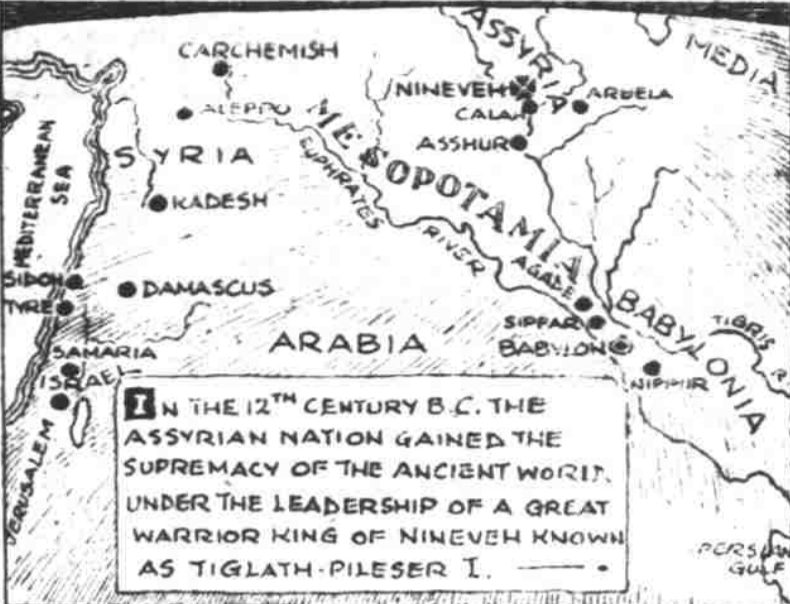 ASSYRIA
MEDIA
CARCHEMISH
NINEVEH
ALEPPO
CALAH
ARBELA
MESOPOTAMIA
ASSHUR
SYRIA
EUPHRATES
RIVER
MEDITERRANEAN
SEA
KADESH
SIDON
DAMASCUS
TYRE
AGADE
BABYLONIA
SIPPAR
TIGRIS R.
ARABIA
BABYLON
SAMARIA
NIPPUR
ISRAEL
JERUSALEM
IN THE 12TH CENTURY B.C. THE
ASSYRIAN NATION GAINED THE
SUPREMACY OF THE ANCIENT WORLD
UNDER THE LEADERSHIP OF A GREAT
WARRIOR KING OF NINEVEH KNOWN
AS TIGLATH-PILESER I.
PERSIAN
GULF